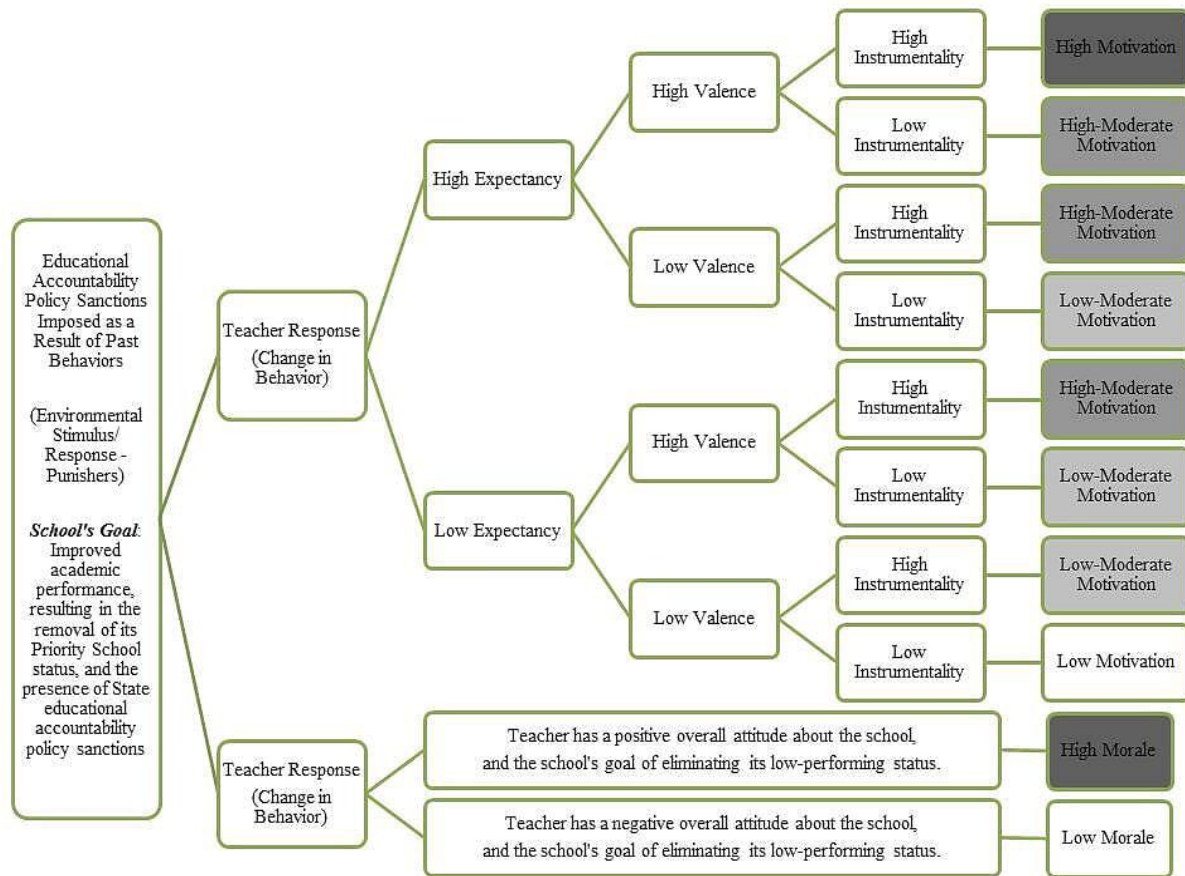 Educational
Accountability
Policy Sanctions
Imposed as a
Result of Past
Behaviors
(Environmental
Stimulus/
Response -
Punishers)
School's Goal:
Improved
academic
performance,
resulting in the
removal of its
Priority School
status, and the
presence of State
educational
accountability
policy sanctions
Teacher Response
(Change in
Behavior)
High Expectancy
High Valence
High
Instrumentality
High Motivation
Low
Instrumentality
High-Moderate
Motivation
Low Valence
High
Instrumentality
High-Moderate
Motivation
Low
Instrumentality
Low-Moderate
Motivation
Low Expectancy
High Valence
High
Instumentality
High-Moderate
Motivation
Low
Instrumentality
Low-Moderate
Motivation
Low Valence
High
Instrumentality
Low-Moderate
Motivation
Low
Instrumentality
Low Motivation
Teacher Response
(Change in
Behavior)
Teacher has a positive overall attitude about the school,
and the school's goal of eliminating its low-performing status.
High Morale
Teacher has a negative overall attitude about the school,
and the school's goal of eliminating its low-performing status.
Low Morale